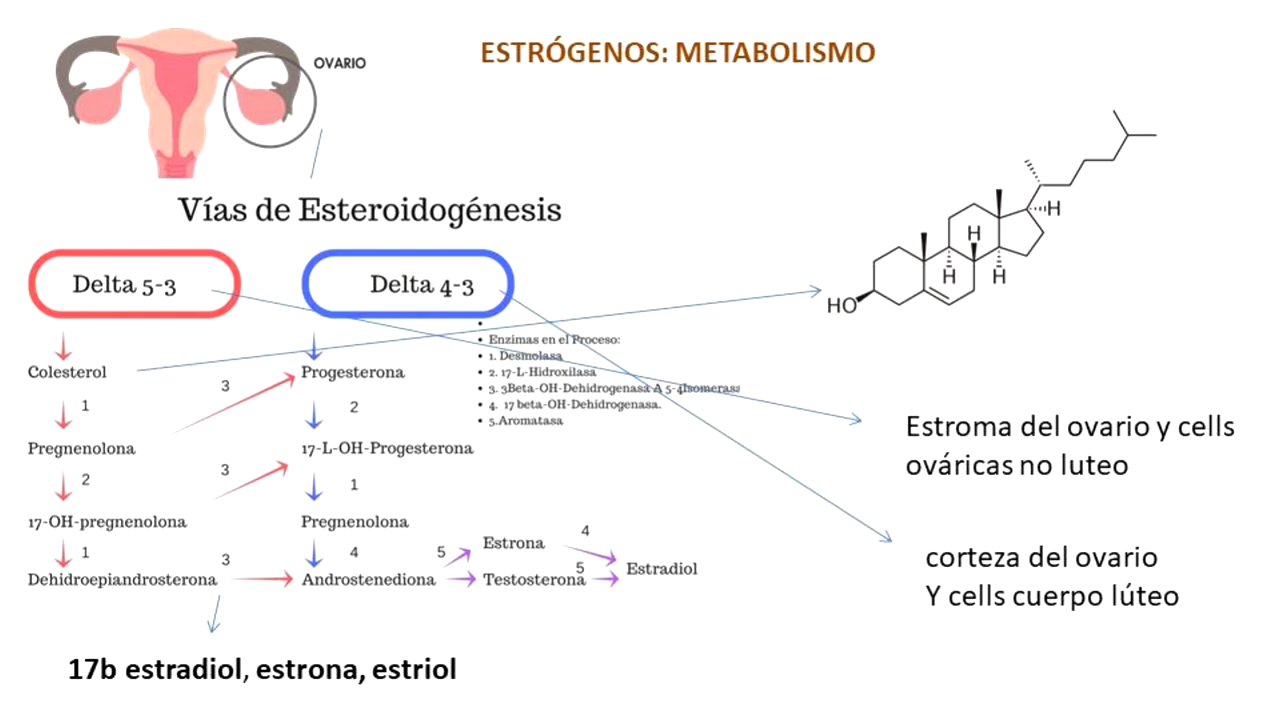 ESTRÓGENOS: METABOLISMO
OVARIO
Vías de Esteroidogénesis
Delta 5-3
Delta 4-3
Enzimas en el Proceso:
1. Desmolasa
2. 17-L-Hidroxilasa
3. 3Beta-OH-Dehidrogenasa A 5-4Isomerasa
4. 17 beta-OH-Dehidrogenasa.
5.Aromatasa
Colesterol
3
Progesterona
1
2
Pregnenolona
3
17-L-OH-Progesterona
2
1
17-OH-pregnenolona
Pregnenolona
1
3
4
5
Estrona
4
Dehidroepiandrosterona
Androstenediona
Testosterona
5
Estradiol
17b estradiol, estrona, estriol
H
H
H
H
HO
Estroma del ovario y cells
ováricas no luteo
corteza del ovario
Y cells cuerpo lúteo